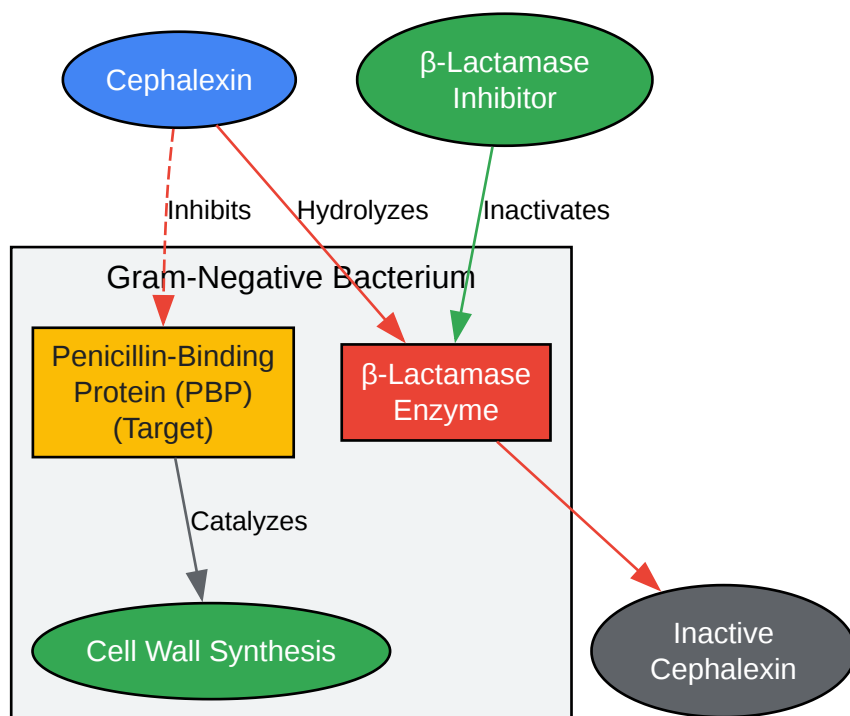 Cephalexin
β-Lactamase
Inhibitor
Inhibits
Hydrolyzes
Inactivates
Gram-Negative Bacterium
Penicillin-Binding
Protein (PBP)
(Target)
β-Lactamase
Enzyme
Catalyzes
Cell Wall Synthesis
Inactive
Cephalexin